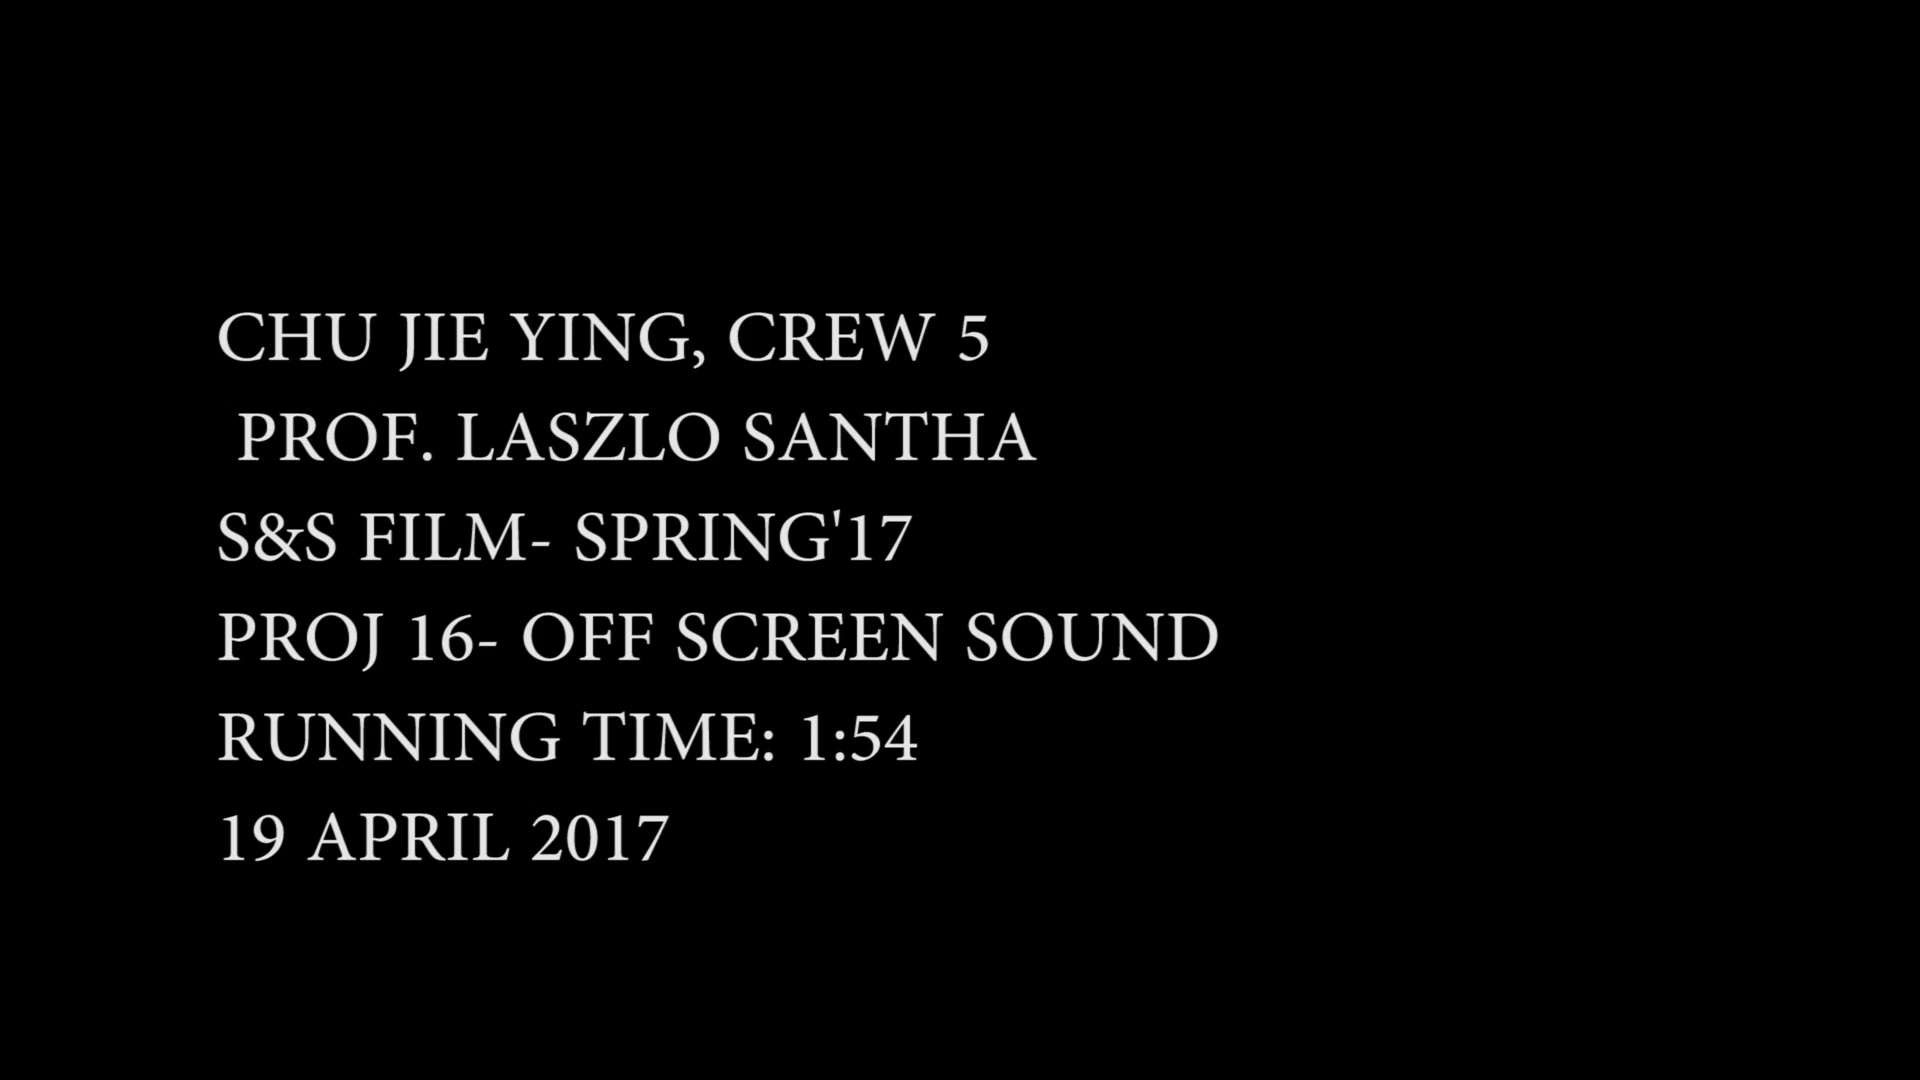 CHU JIE YING, CREW 5
PROF. LASZLO SANTHA
S&S FILM- SPRING'17
PROJ 16- OFF SCREEN SOUND
RUNNING TIME: 1:54
19 APRIL 2017